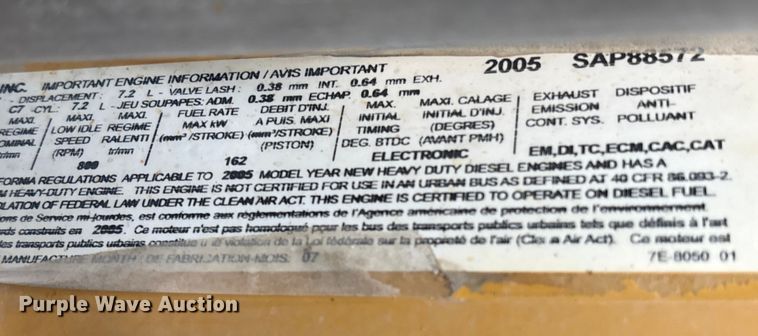 2005 SAP88572
INC. IMPORTANT ENGINE INFORMATION / AVIS IMPORTANT
- DISPLACEMENT: 7.2 L - VALVE LASH: 0.38 mm INT. 0.64 mm EXH.
C7 - CYL: 7.2 L - JEU SOUPAPES: ADM. 0.38 mm ECHAP. 0.64 mm
MAXI. MAXI. MAXI. FUEL RATE DEBIT D'INJ. MAX. MAXI. CALAGE EXHAUST DISPOSITIF
REGIME LOW IDLE REGIME MAX kW A PUIS. MAXI INITIAL INITIAL D'INJ. EMISSION ANTI-
SPEED RALENTI (mm³/STROKE) (mm³/STROKE) TIMING (DEGRES) CONT. SYS. POLLUANT
(RPM) tr/mn (PISTON) DEG. BTDC (AVANT PMH)
800 162 ELECTRONIC EM,DI,TC,ECM,CAC,CAT
REGULATIONS APPLICABLE TO 2005 MODEL YEAR NEW HEAVY DUTY DIESEL ENGINES AND HAS A
HEAVY-DUTY ENGINE. THIS ENGINE IS NOT CERTIFIED FOR USE IN AN URBAN BUS AS DEFINED AT 40 CFR 86.093-2.
LATION OF FEDERAL LAW UNDER THE CLEAN AIR ACT. THIS ENGINE IS CERTIFIED TO OPERATE ON DIESEL FUEL.
ons de Service mi-lourdes, est conforme aux réglementations de l'Agence américaine de protection de l'environnement
rds construits en 2005. Ce moteur n'est pas homologué pour les bus des transports publics urbains tels que définis à l'art
des transports publics urbains constitue une violation de la Loi fédérale sur la propreté de l'air (Clean Air Act). Ce moteur est
MANUFACTURE MONTH: DE FABRICATION-MOIS: 07 7E-8050 01
Purple Wave Auction